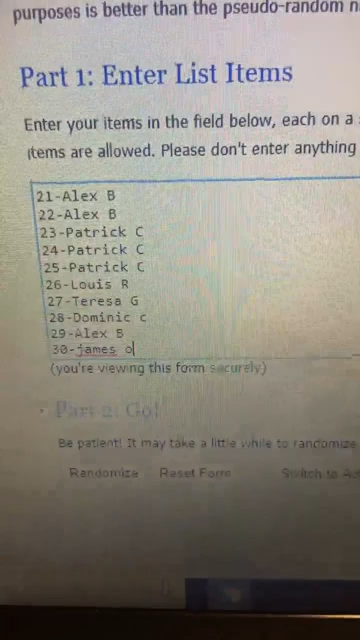 purposes is better than the pseudo-random
Part 1: Enter List Items
Enter your items in the field below, each on a
items are allowed. Please don't enter anything
21-Alex B
22-Alex B
23-Patrick C
24-Patrick C
25-Patrick C
26-Louis R
27-Teresa G
28-Dominic c
29-Alex B
30-james o
(you're viewing this form securely)
Part 2: Go!
Be patient! It may take a little while to randomize
Randomize Reset Form Switch to